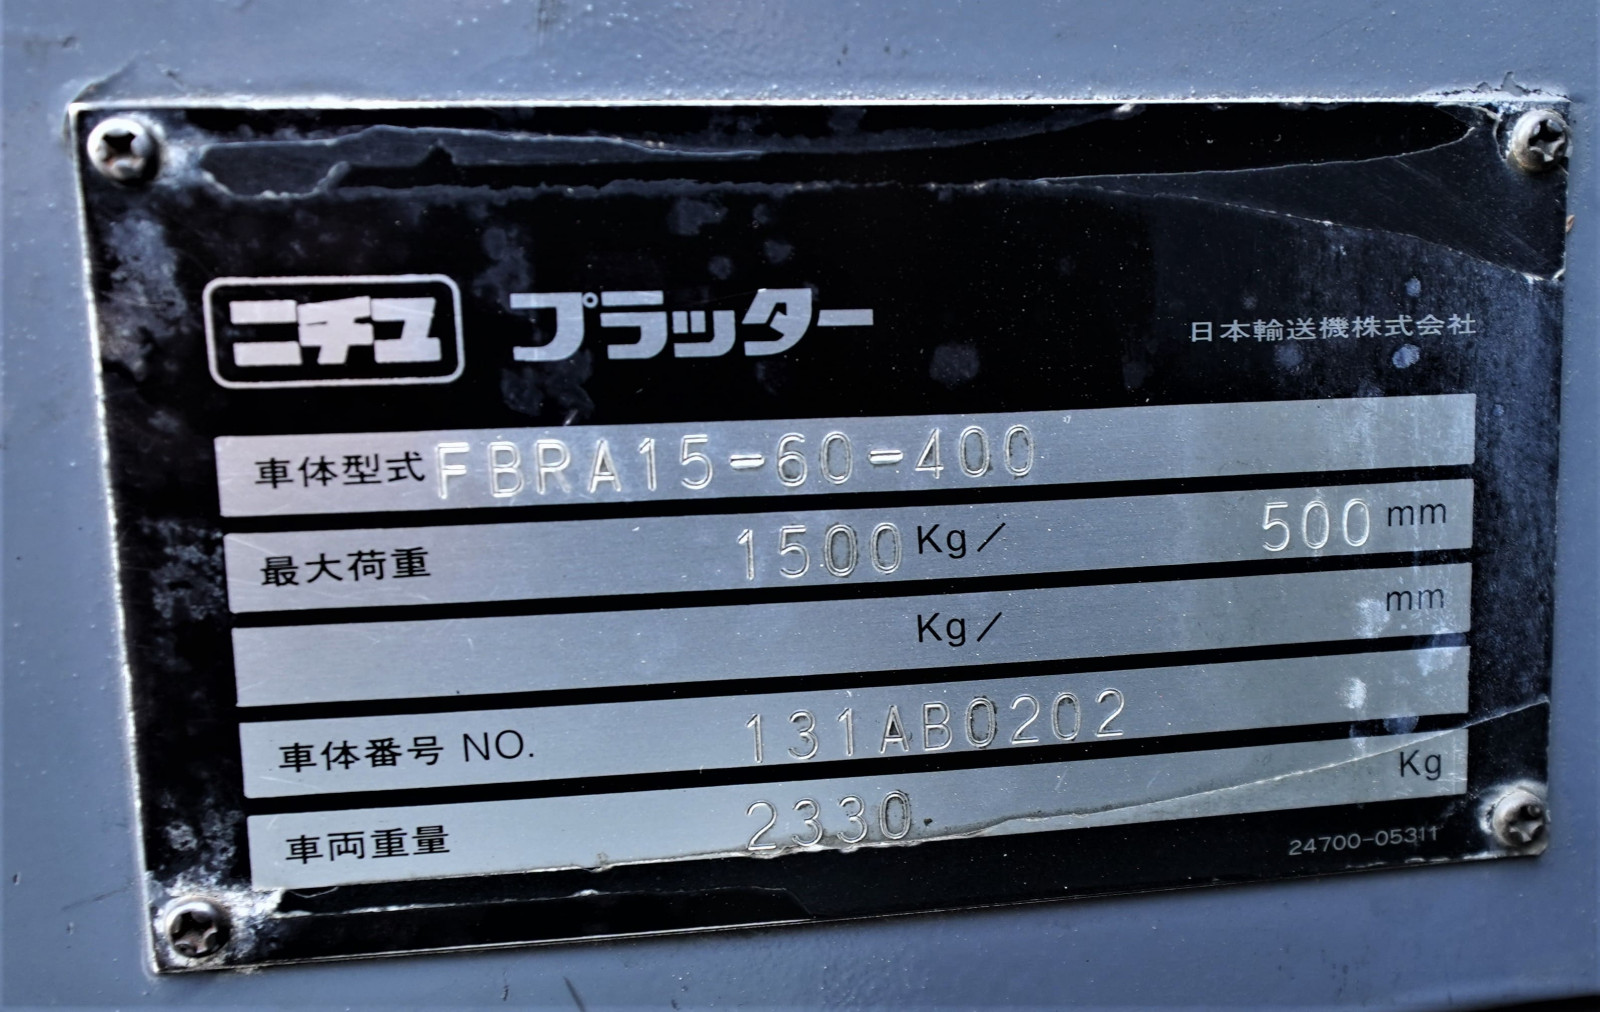 ニチユ プラッター 日本輸送機株式会社
車体型式 FBRA15-60-400
最大荷重 1500 Kg/ 500 mm
Kg/ mm
車体番号 NO. 131AB0202
車両重量 2330 Kg
24700-05311